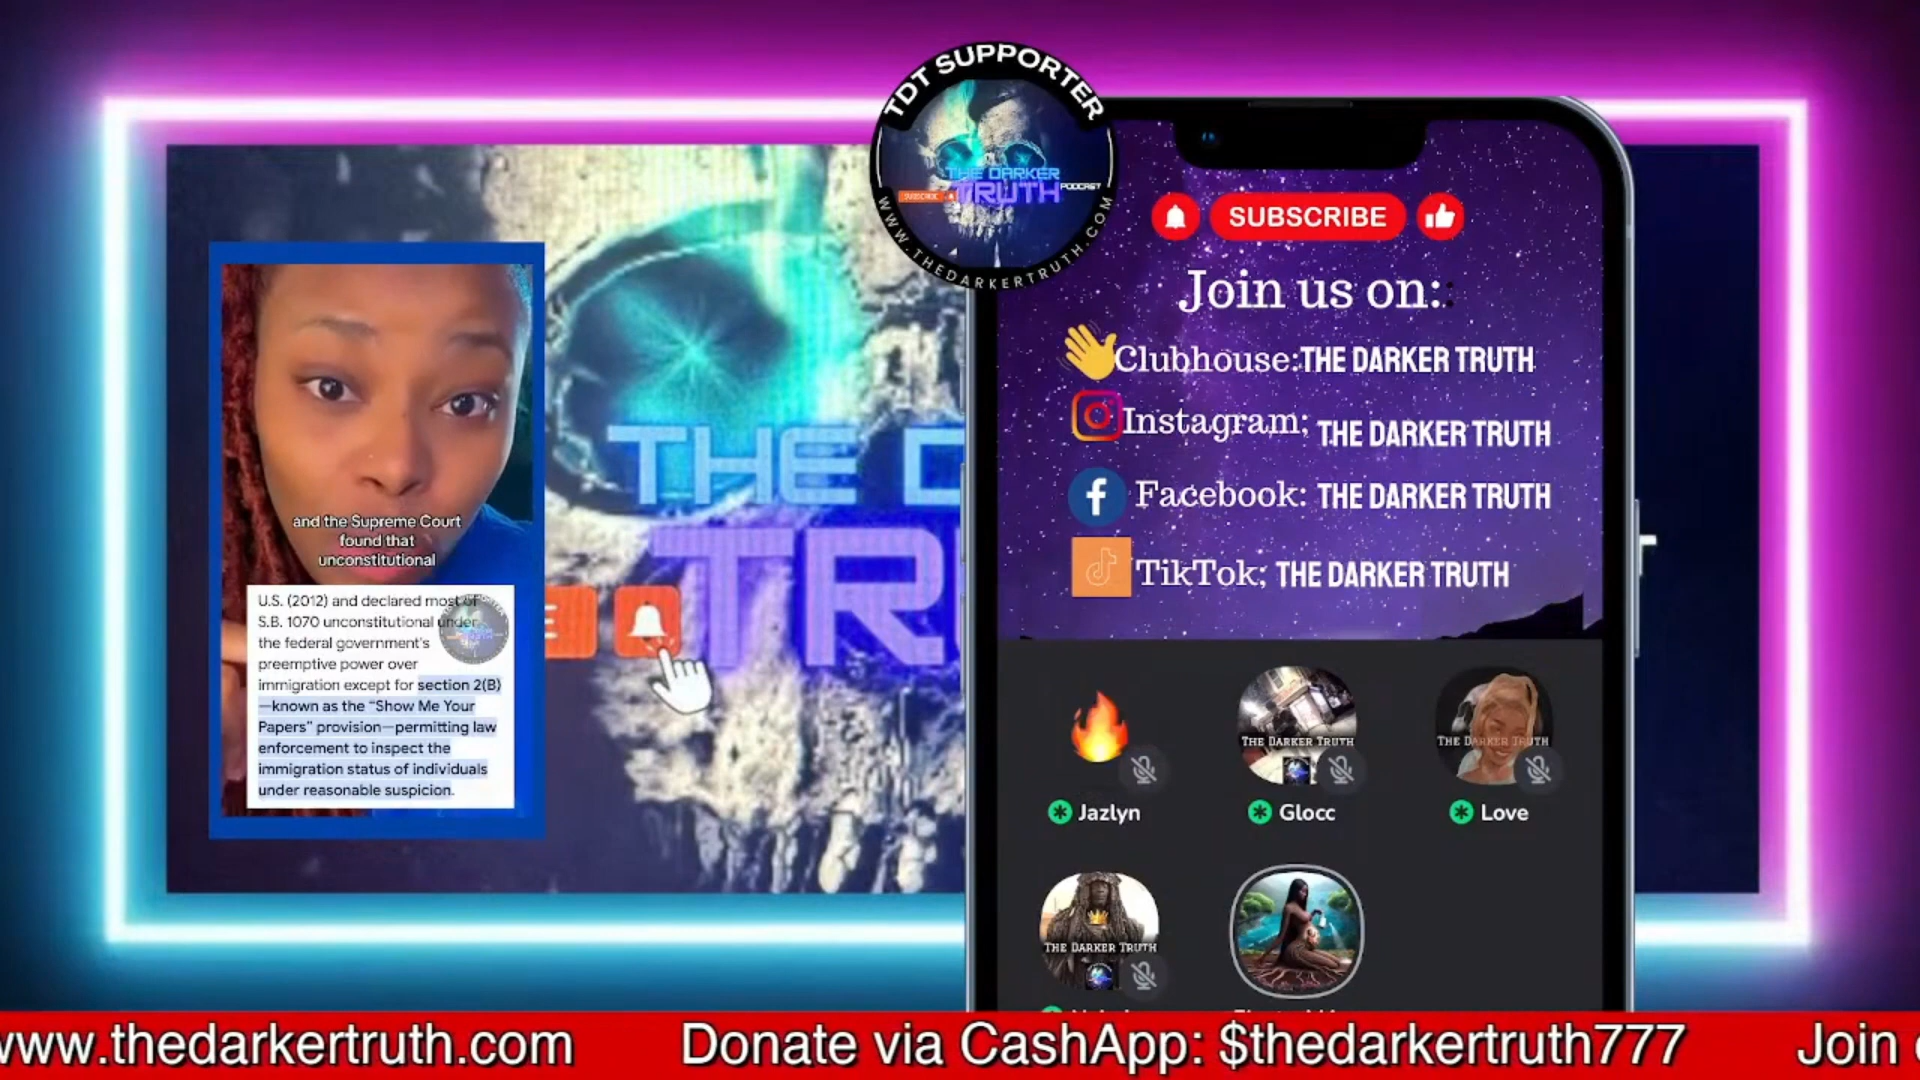 TDT SUPPORTER
THE DARKER
TRUTH PODCAST
SUBSCRIBE
WWW.THEDARKERTRUTH.COM
SUBSCRIBE
Join us on:
Clubhouse:THE DARKER TRUTH
Instagram: THE DARKER TRUTH
Facebook: THE DARKER TRUTH
TikTok: THE DARKER TRUTH
and the Supreme Court
found that
unconstitutional
U.S. (2012) and declared most of
S.B. 1070 unconstitutional under
the federal government's
preemptive power over
immigration except for section 2(B)
—known as the “Show Me Your
Papers” provision—permitting law
enforcement to inspect the
immigration status of individuals
under reasonable suspicion.
THE D
TR
E
THE DARKER TRUTH
THE DARKER TRUTH
Jazlyn
Glocc
Love
THE DARKER TRUTH
www.thedarkertruth.com Donate via CashApp: $thedarkertruth777 Join